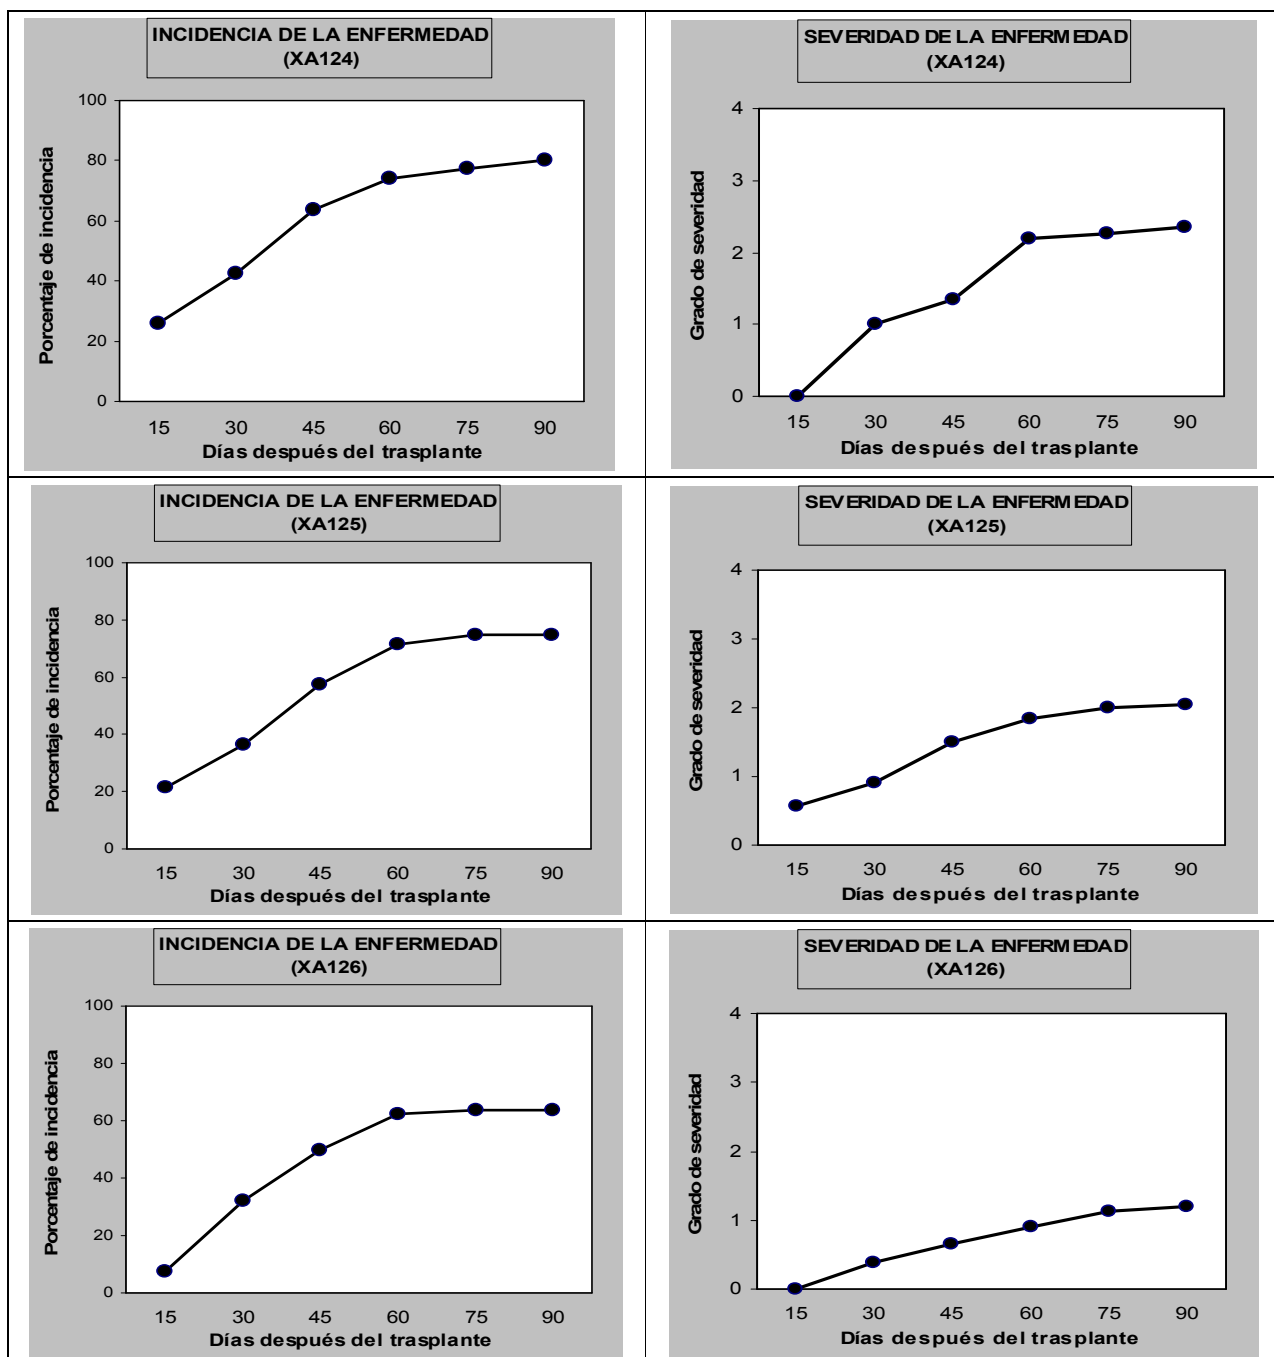 INCIDENCIA DE LA ENFERMEDAD
(XA124)
Porcentaje de incidencia
100
80
60
40
20
0
15 30 45 60 75 90
Días después del trasplante
SEVERIDAD DE LA ENFERMEDAD
(XA124)
Grado de severidad
4
3
2
1
0
15 30 45 60 75 90
Días después del trasplante
INCIDENCIA DE LA ENFERMEDAD
(XA125)
Porcentaje de incidencia
100
80
60
40
20
0
15 30 45 60 75 90
Días después del trasplante
SEVERIDAD DE LA ENFERMEDAD
(XA125)
Grado de severidad
4
3
2
1
0
15 30 45 60 75 90
Días después del trasplante
INCIDENCIA DE LA ENFERMEDAD
(XA126)
Porcentaje de incidencia
100
80
60
40
20
0
15 30 45 60 75 90
Días después del trasplante
SEVERIDAD DE LA ENFERMEDAD
(XA126)
Grado de severidad
4
3
2
1
0
15 30 45 60 75 90
Días después del trasplante